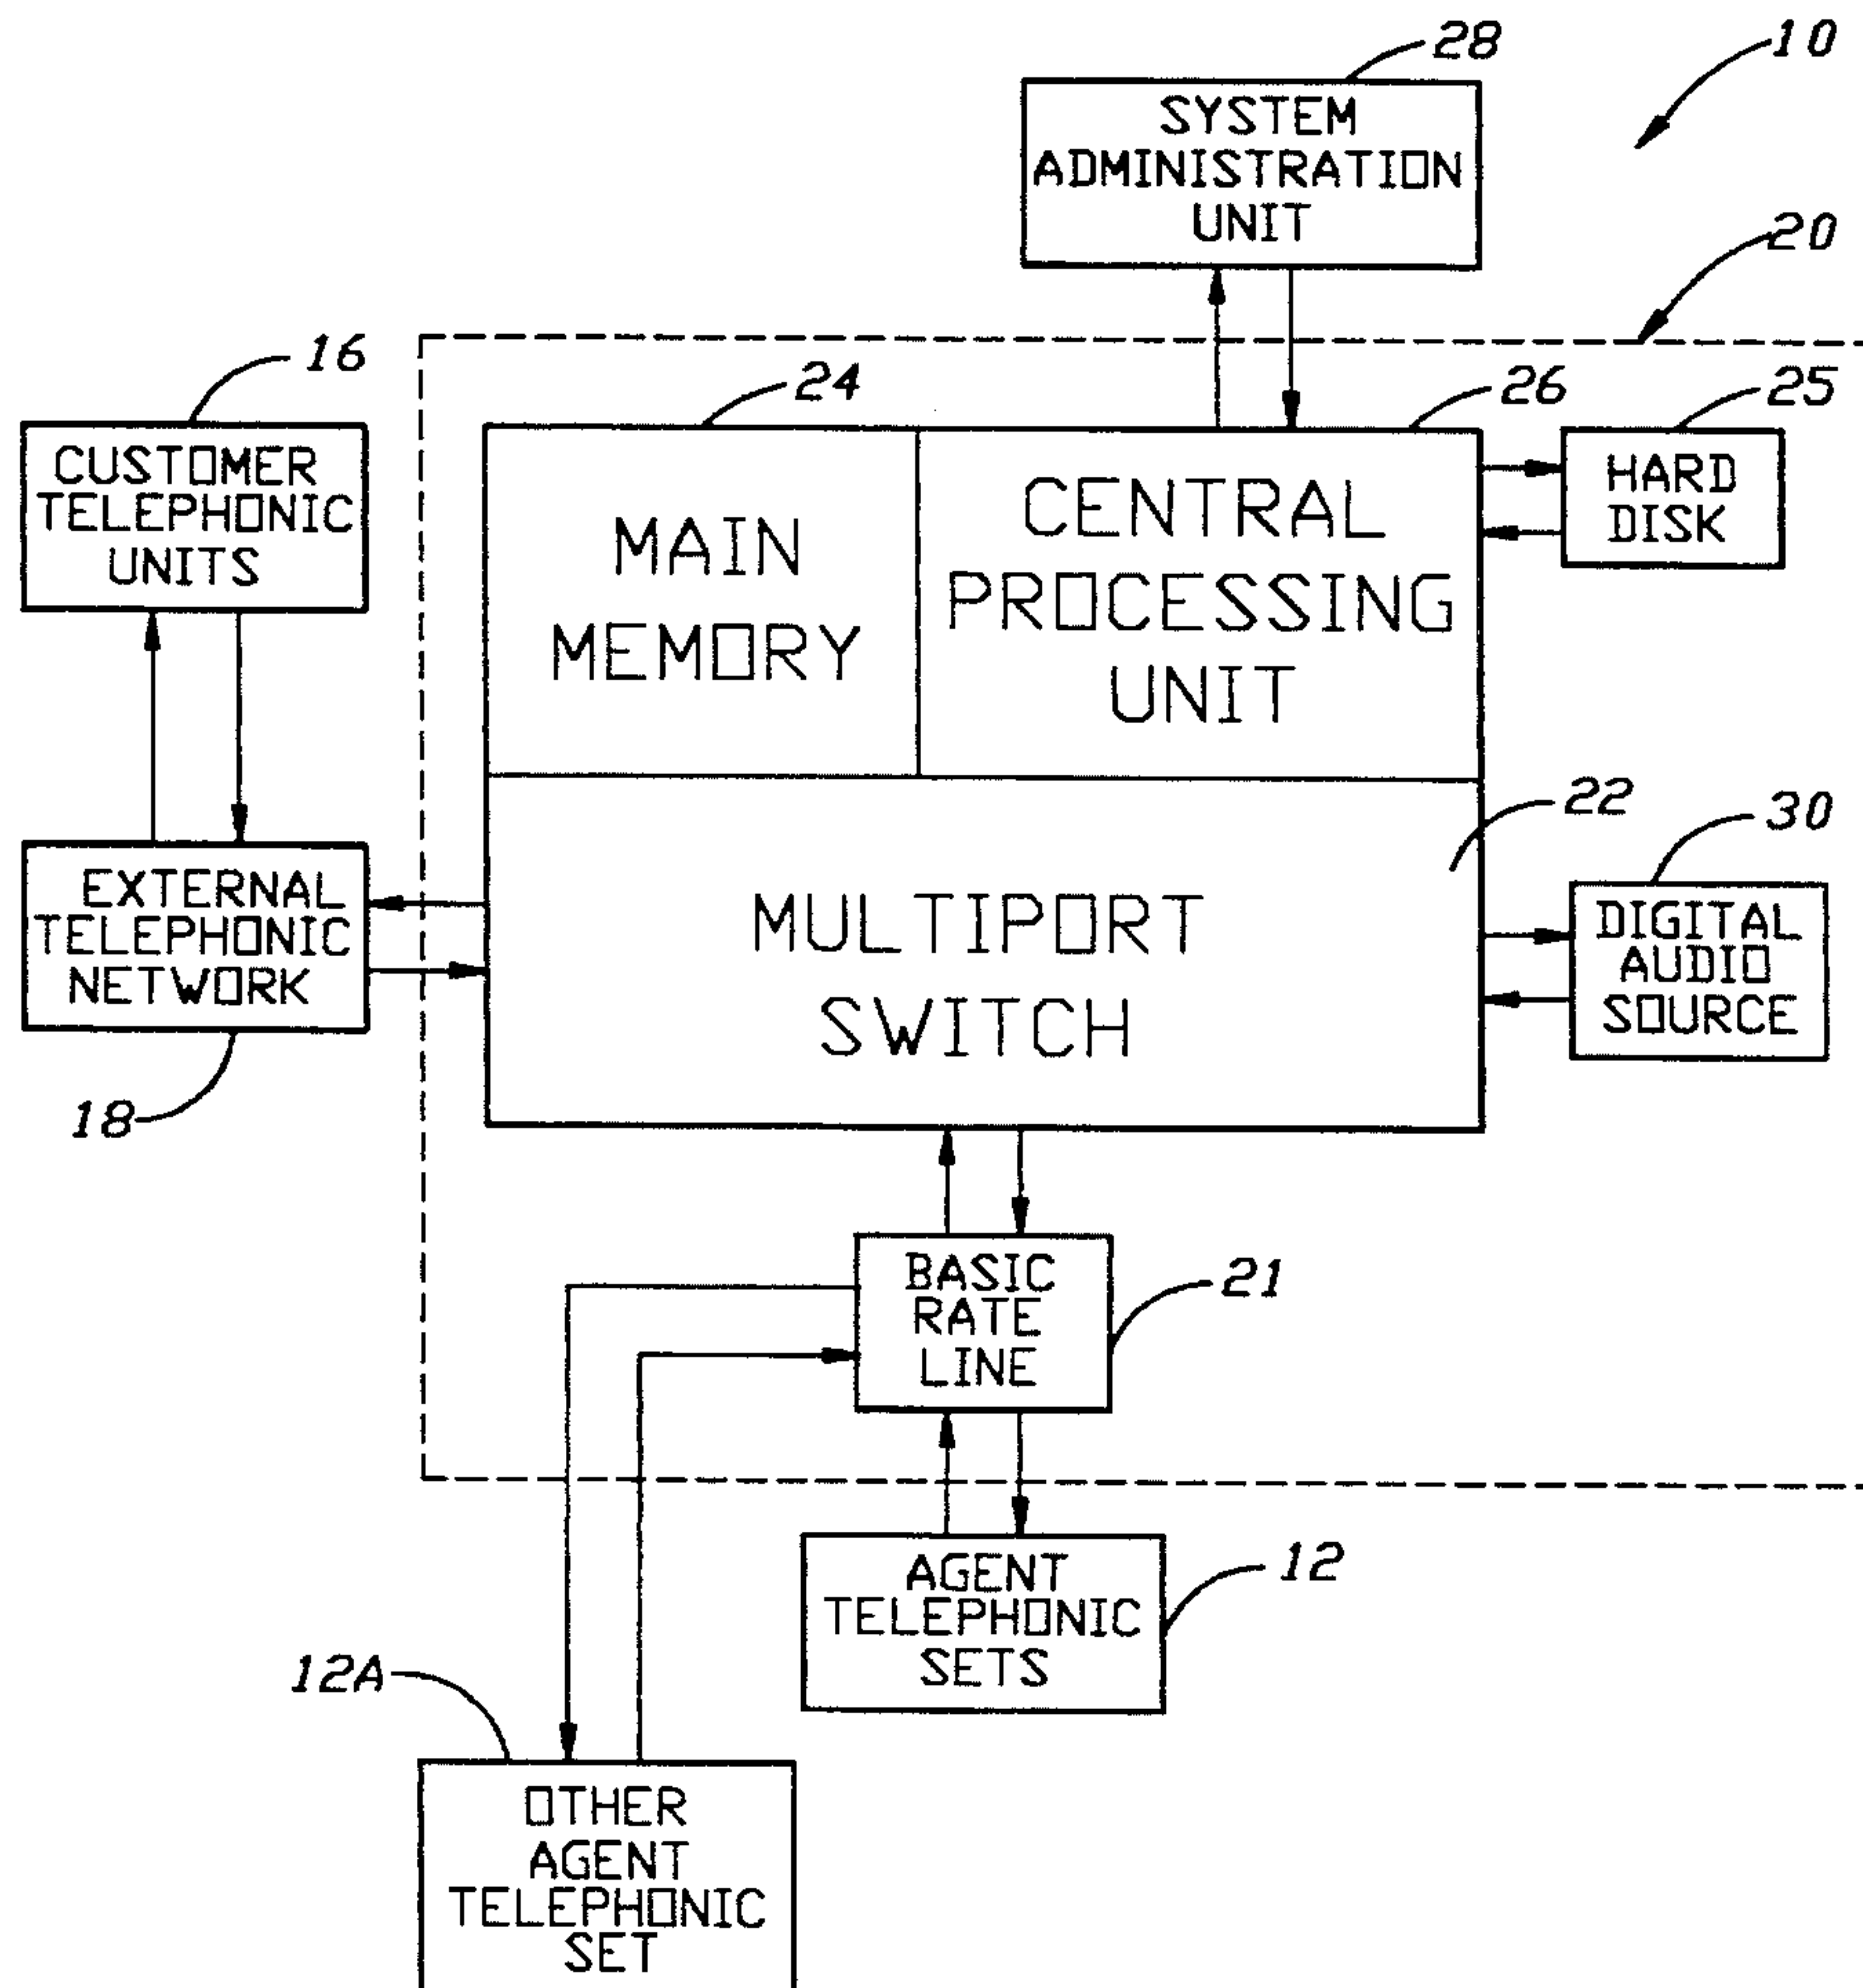 28
10
SYSTEM
ADMINISTRATION
UNIT
20
16
24
26
25
CUSTOMER
TELEPHONIC
UNITS
MAIN
MEMORY
CENTRAL
PROCESSING
UNIT
HARD
DISK
22
30
EXTERNAL
TELEPHONIC
NETWORK
MULTIPORT
SWITCH
DIGITAL
AUDIO
SOURCE
18
BASIC
RATE
LINE
21
AGENT
TELEPHONIC
SETS
12
12A
OTHER
AGENT
TELEPHONIC
SET